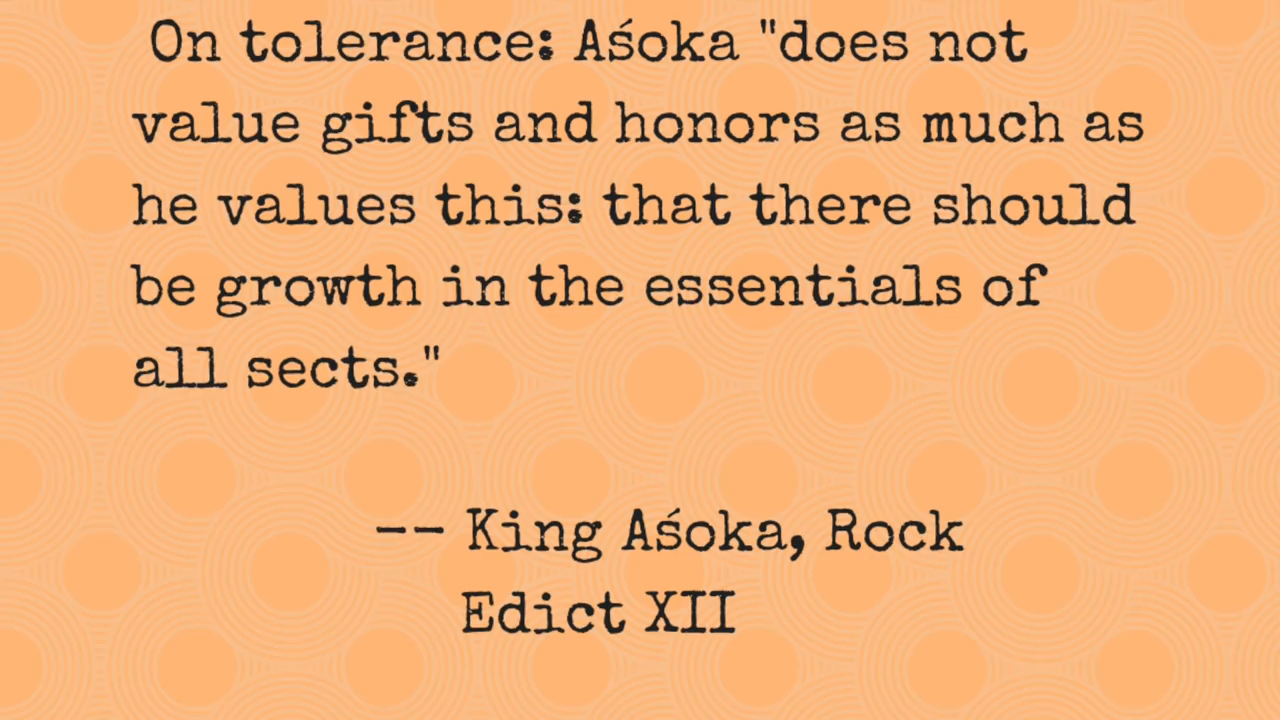 On tolerance: Aśoka "does not
value gifts and honors as much as
he values this: that there should
be growth in the essentials of
all sects."
-- King Aśoka, Rock
Edict XII